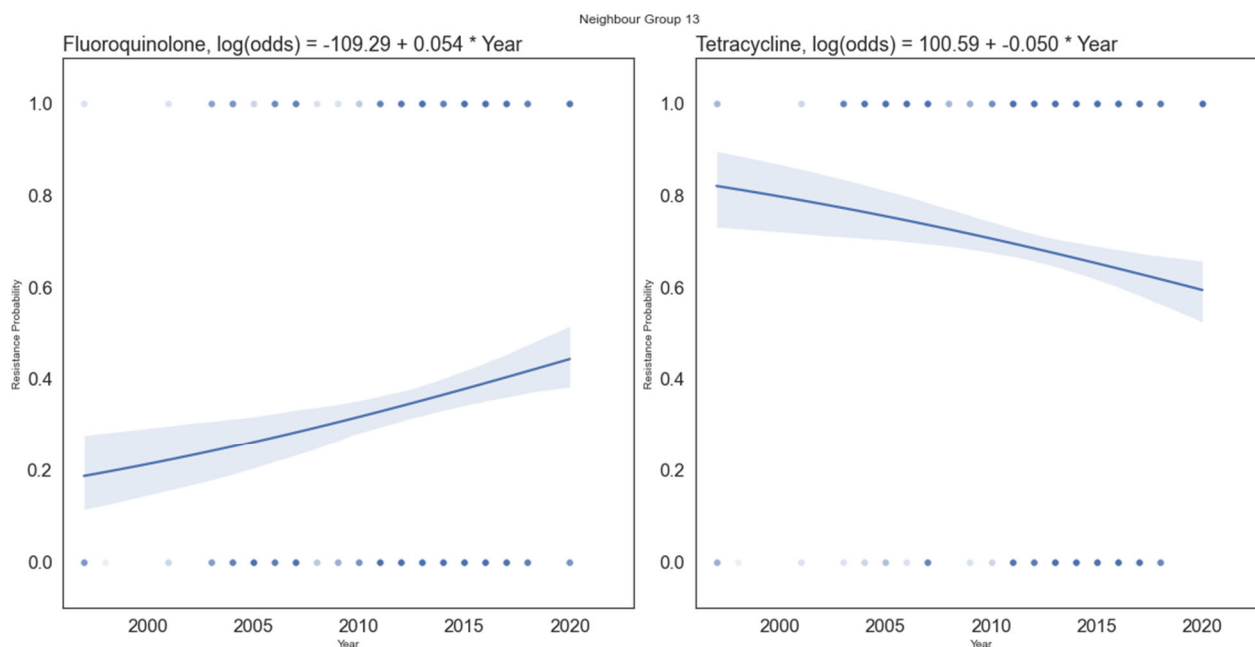 Neighbour Group 13
Fluoroquinolone, log(odds) = -109.29 + 0.054 * Year
1.0
0.8
0.6
0.4
0.2
0.0
Resistance Probability
2000 2005 2010 2015 2020
Year
Tetracycline, log(odds) = 100.59 + -0.050 * Year
1.0
0.8
0.6
0.4
0.2
0.0
Resistance Probability
2000 2005 2010 2015 2020
Year